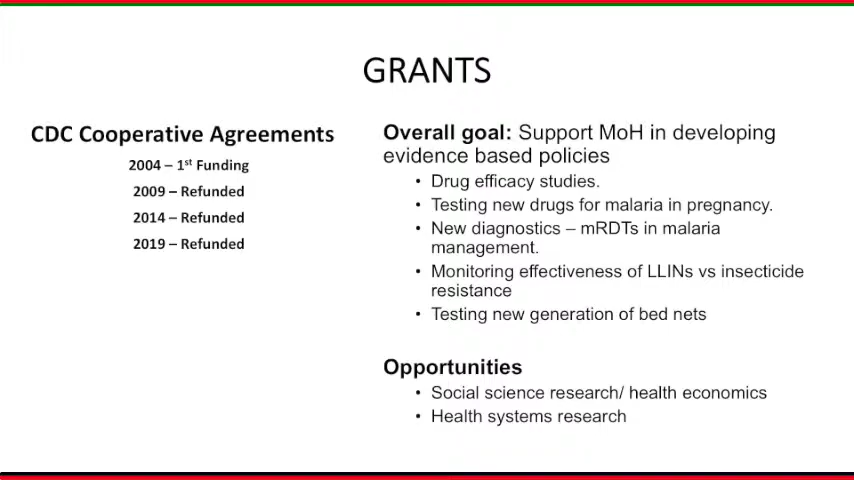 GRANTS
CDC Cooperative Agreements
2004 – 1st Funding
2009 – Refunded
2014 – Refunded
2019 – Refunded
Overall goal: Support MoH in developing
evidence based policies
• Drug efficacy studies.
• Testing new drugs for malaria in pregnancy.
• New diagnostics – mRDTs in malaria
management.
• Monitoring effectiveness of LLINs vs insecticide
resistance
• Testing new generation of bed nets
Opportunities
• Social science research/ health economics
• Health systems research